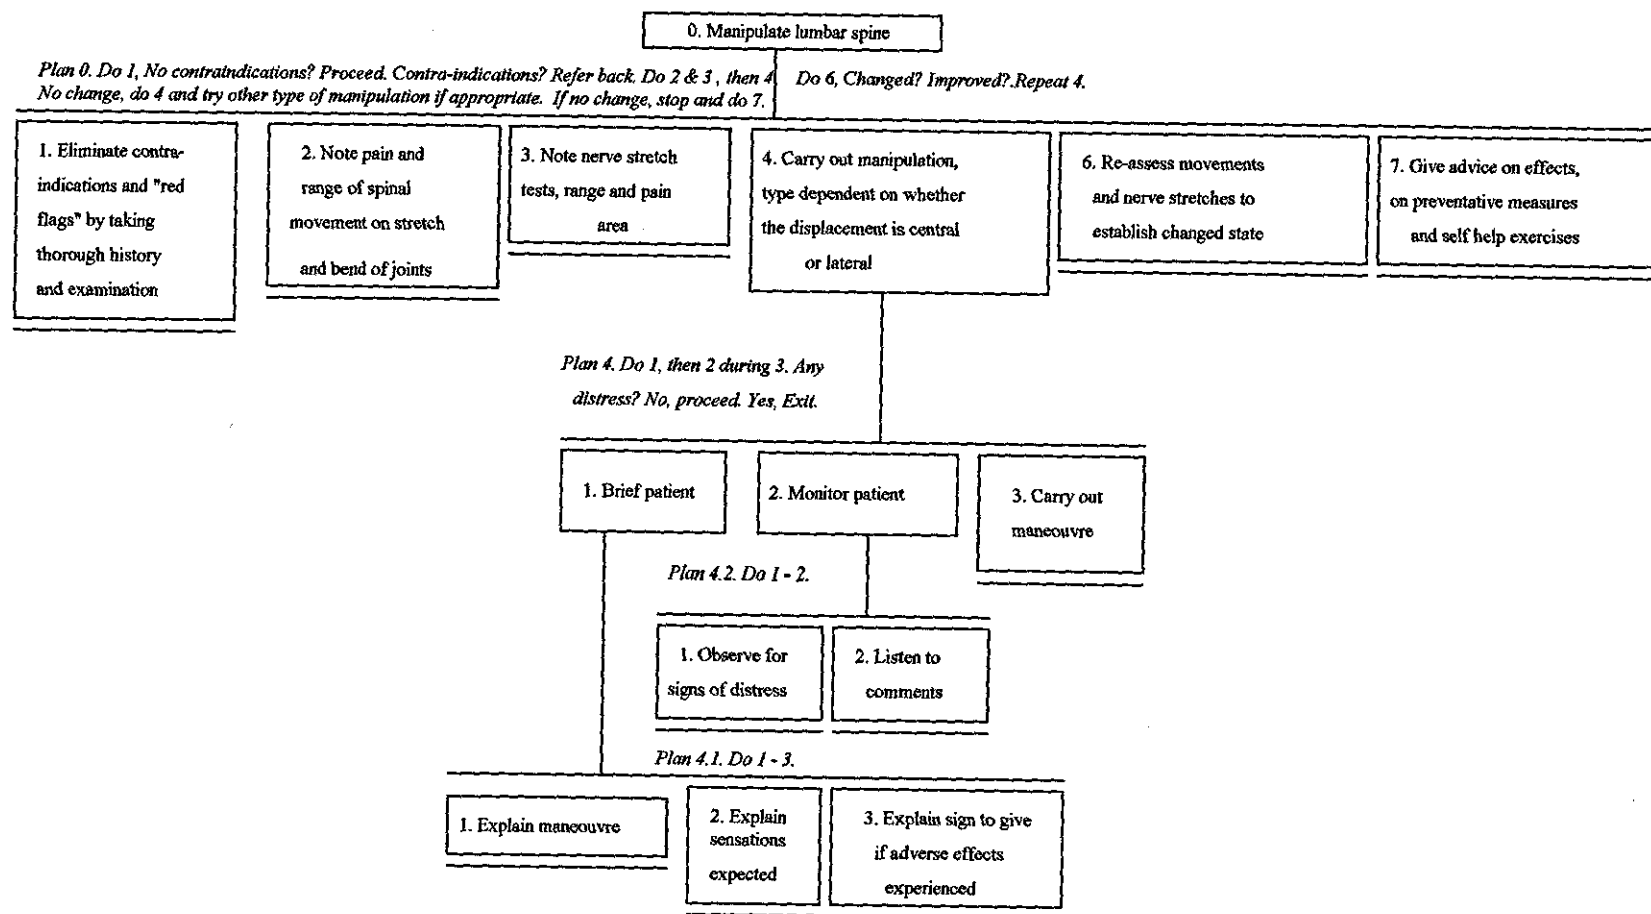 0. Manipulate lumbar spine
Plan 0. Do 1, No contraindications? Proceed. Contra-indications? Refer back. Do 2 & 3 , then 4 Do 6, Changed? Improved?.Repeat 4.
No change, do 4 and try other type of manipulation if appropriate. If no change, stop and do 7.
1. Eliminate contra-
indications and "red
flags" by taking
thorough history
and examination
2. Note pain and
range of spinal
movement on stretch
and bend of joints
3. Note nerve stretch
tests, range and pain
area
4. Carry out manipulation,
type dependent on whether
the displacement is central
or lateral
6. Re-assess movements
and nerve stretches to
establish changed state
7. Give advice on effects,
on preventative measures
and self help exercises
Plan 4. Do 1, then 2 during 3. Any
distress? No, proceed. Yes, Exit.
1. Brief patient
2. Monitor patient
3. Carry out
maneouvre
Plan 4.2. Do 1 - 2.
1. Observe for
signs of distress
2. Listen to
comments
Plan 4.1. Do 1 - 3.
1. Explain maneouvre
2. Explain
sensations
expected
3. Explain sign to give
if adverse effects
experienced